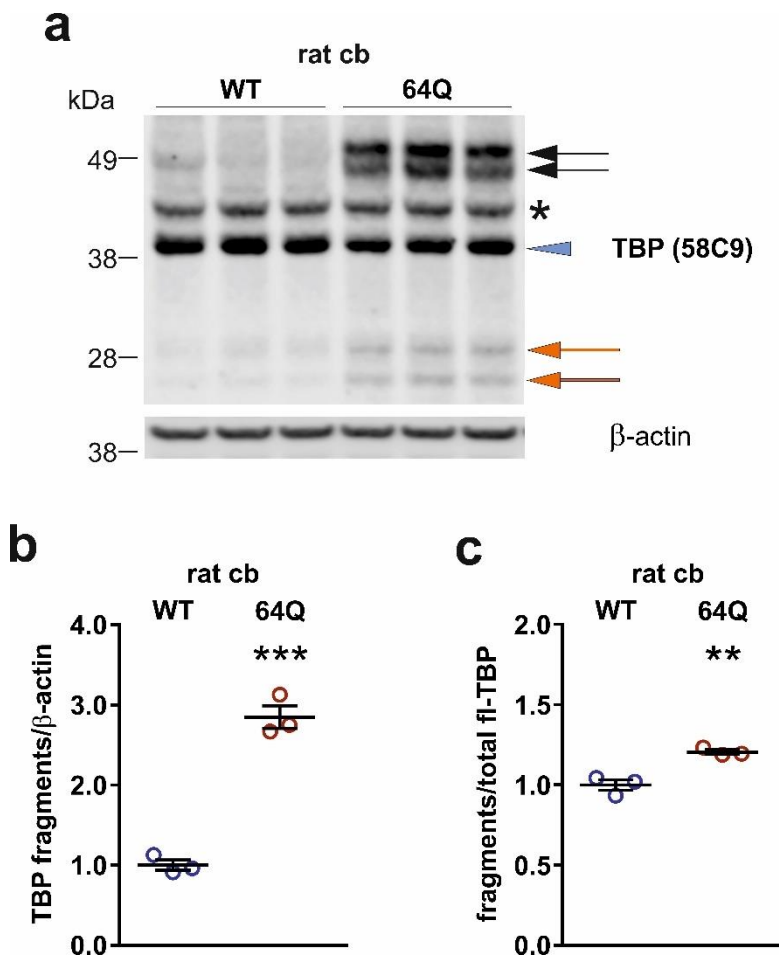 a
rat cb
kDa
WT 64Q
49
*
38
TBP (58C9)
28
38
β-actin
b
rat cb
WT 64Q
4.0
***
3.0
2.0
1.0
0.0
TBP fragments/β-actin
c
rat cb
WT 64Q
2.0
**
1.5
1.0
0.5
0.0
fragments/total fl-TBP